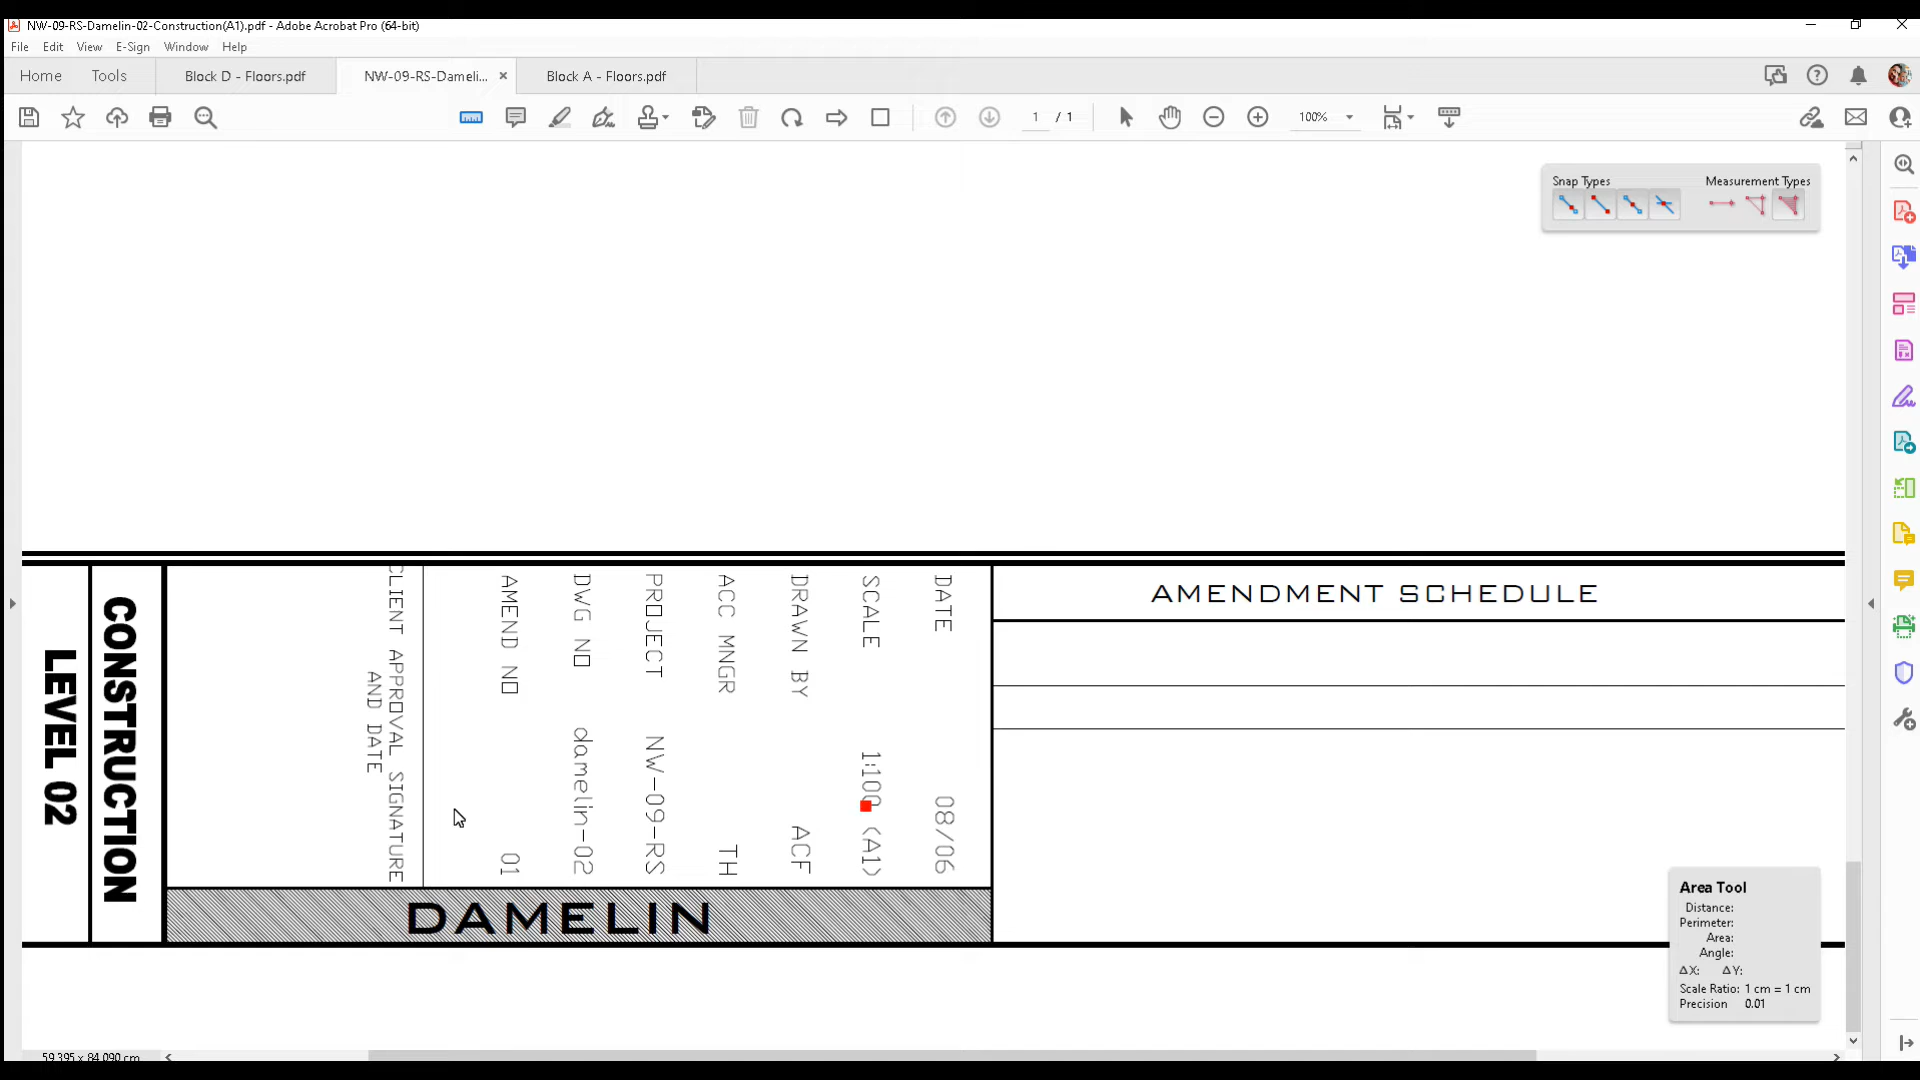 NW-09-RS-Damelin-02-Construction(A1).pdf - Adobe Acrobat Pro (64-bit)
File Edit View E-Sign Window Help
Home Tools Block D - Floors.pdf NW-09-RS-Dameli... × Block A - Floors.pdf
1 / 1 100%
Snap Types Measurement Types
AMENDMENT SCHEDULE
DATE 08/06
SCALE 1:100 (A1)
DRAWN BY ACF
ACC MNGR TH
PROJECT NW-09-RS
DWG NO damelin-02
AMEND NO 01
CLIENT APPROVAL SIGNATURE
AND DATE
CONSTRUCTION
LEVEL 02
DAMELIN
Area Tool
Distance:
Perimeter:
Area:
Angle:
ΔX: ΔY:
Scale Ratio: 1 cm = 1 cm
Precision 0.01
59.395 x 84.090 cm